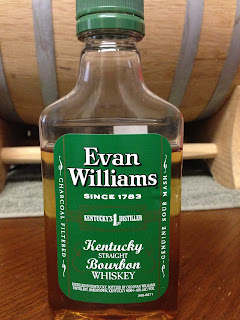 Evan
Williams
SINCE 1783
CHARCOAL FILTERED
GENUINE SOUR MASH
KENTUCKY'S 1st DISTILLER
Kentucky
STRAIGHT
Bourbon
WHISKEY